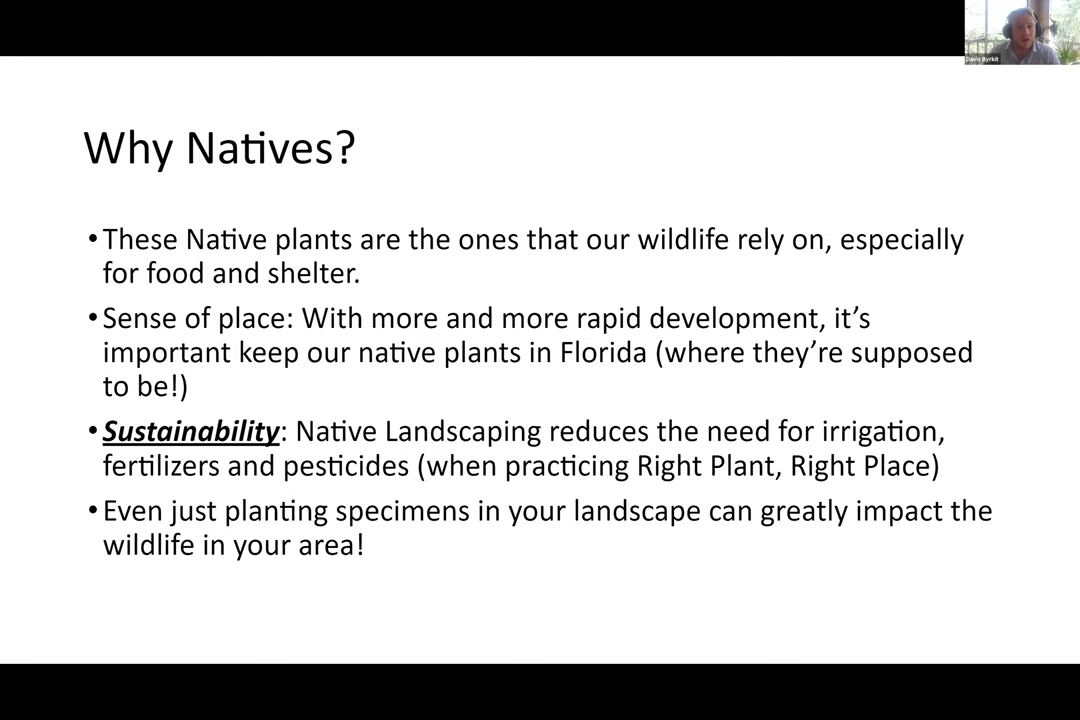 Davis Byrkit
Why Natives?
•These Native plants are the ones that our wildlife rely on, especially
for food and shelter.
•Sense of place: With more and more rapid development, it’s
important keep our native plants in Florida (where they’re supposed
to be!)
•Sustainability: Native Landscaping reduces the need for irrigation,
fertilizers and pesticides (when practicing Right Plant, Right Place)
•Even just planting specimens in your landscape can greatly impact the
wildlife in your area!